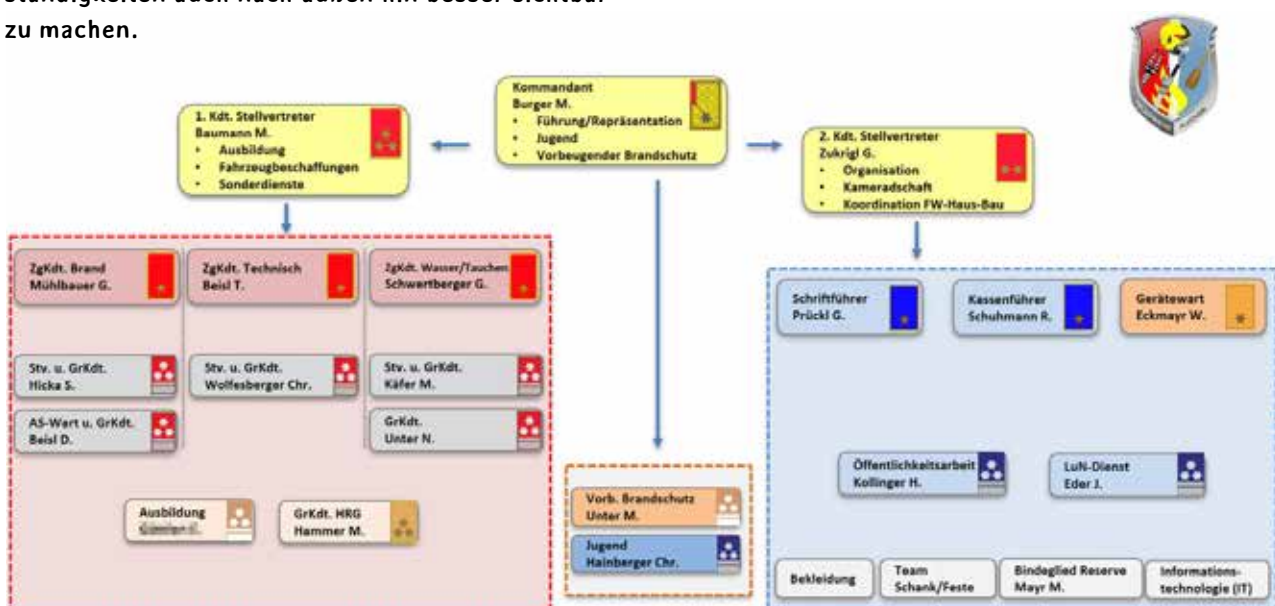 zu machen.
Kommandant
Burger M.
• Führung/Repräsentation
• Jugend
• Vorbeugender Brandschutz
1. Kdt. Stellvertreter
Baumann M.
• Ausbildung
• Fahrzeugbeschaffungen
• Sonderdienste
2. Kdt. Stellvertreter
Zukrigl G.
• Organisation
• Kameradschaft
• Koordination FW-Haus-Bau
ZgKdt. Brand
Mühlbauer G.
ZgKdt. Technisch
Beisl T.
ZgKdt. Wasser/Tauchen
Schwertberger G.
Stv. u. GrKdt.
Hicka S.
Stv. u. GrKdt.
Wolfesberger Chr.
Stv. u. GrKdt.
Käfer M.
AS-Wart u. GrKdt.
Beisl D.
GrKdt.
Unter N.
Ausbildung
GrKdt. HRG
Hammer M.
Vorb. Brandschutz
Unter M.
Jugend
Hainberger Chr.
Schriftführer
Prückl G.
Kassenführer
Schuhmann R.
Gerätewart
Eckmayr W.
Öffentlichkeitsarbeit
Kollinger H.
LuN-Dienst
Eder J.
Bekleidung
Team
Schank/Feste
Bindeglied Reserve
Mayr M.
Informations-
technologie (IT)